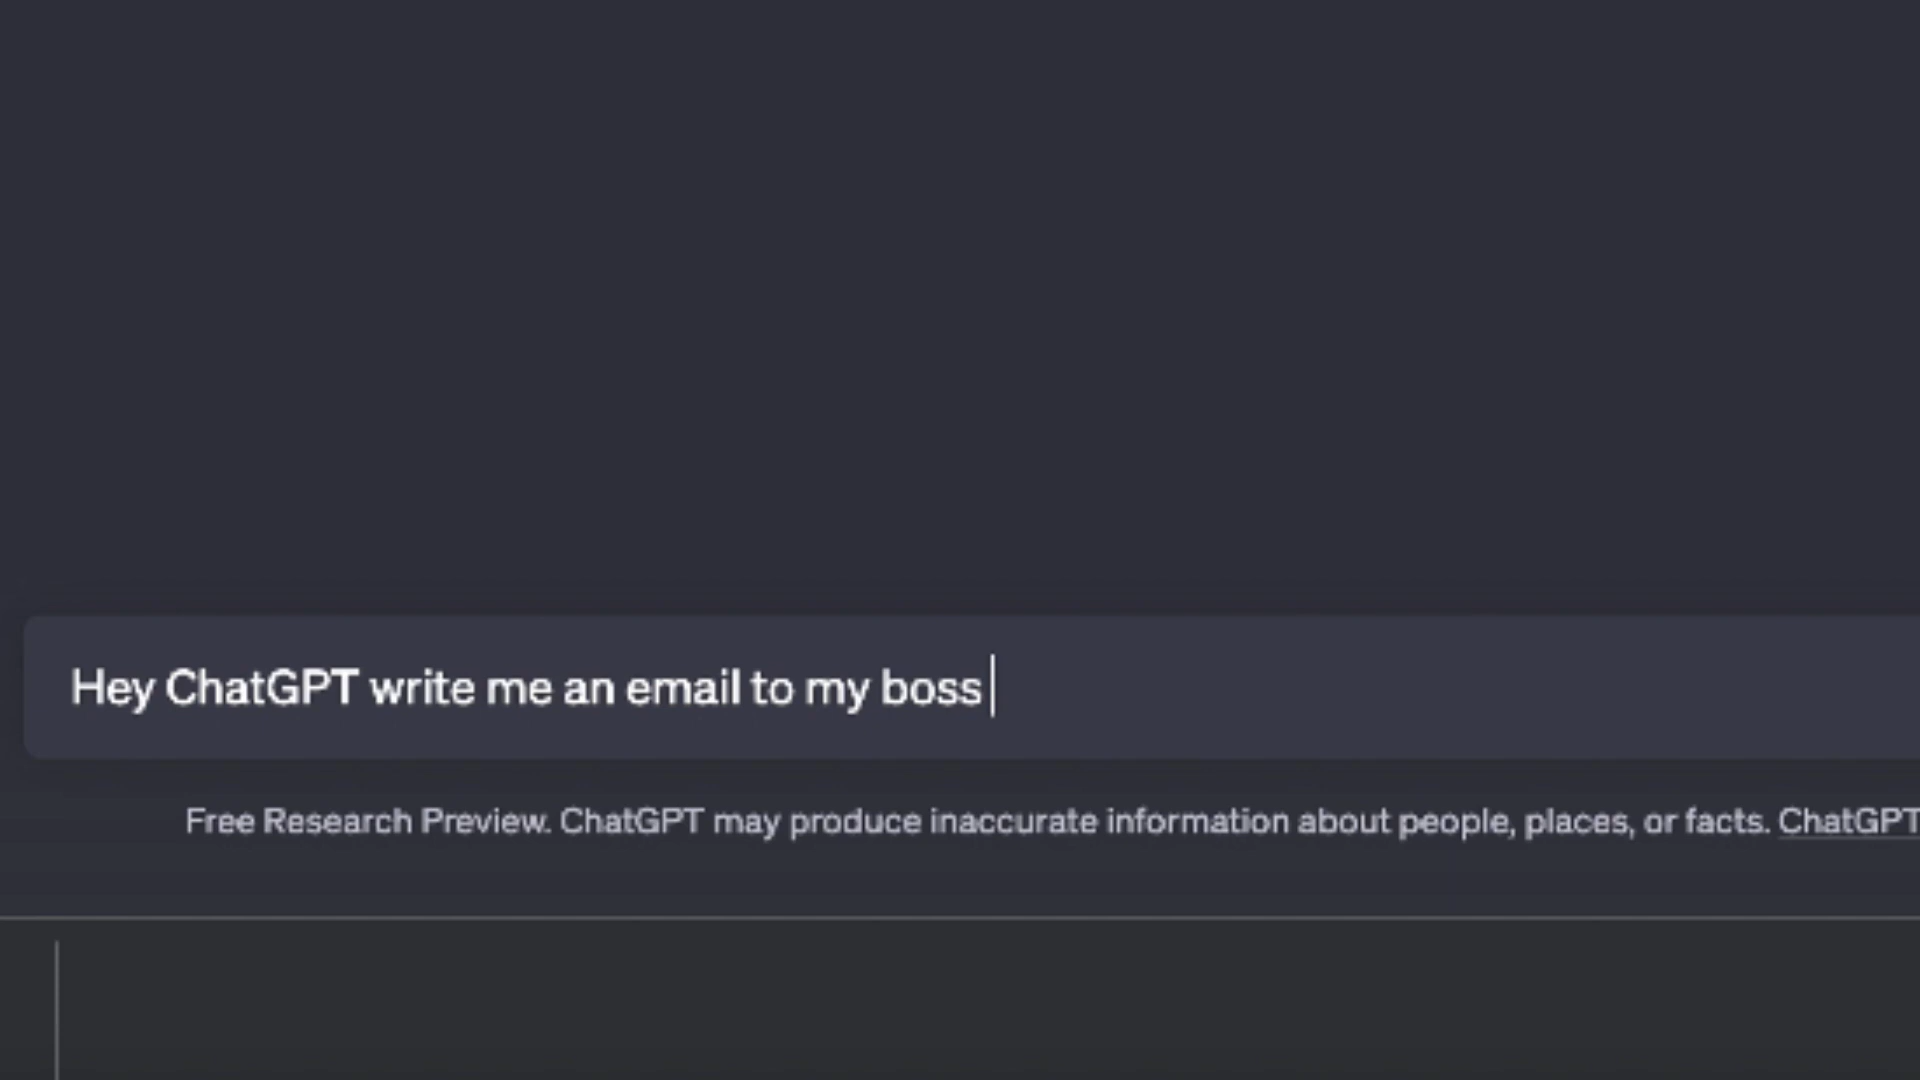 Hey ChatGPT write me an email to my boss
Free Research Preview. ChatGPT may produce inaccurate information about people, places, or facts. ChatGPT